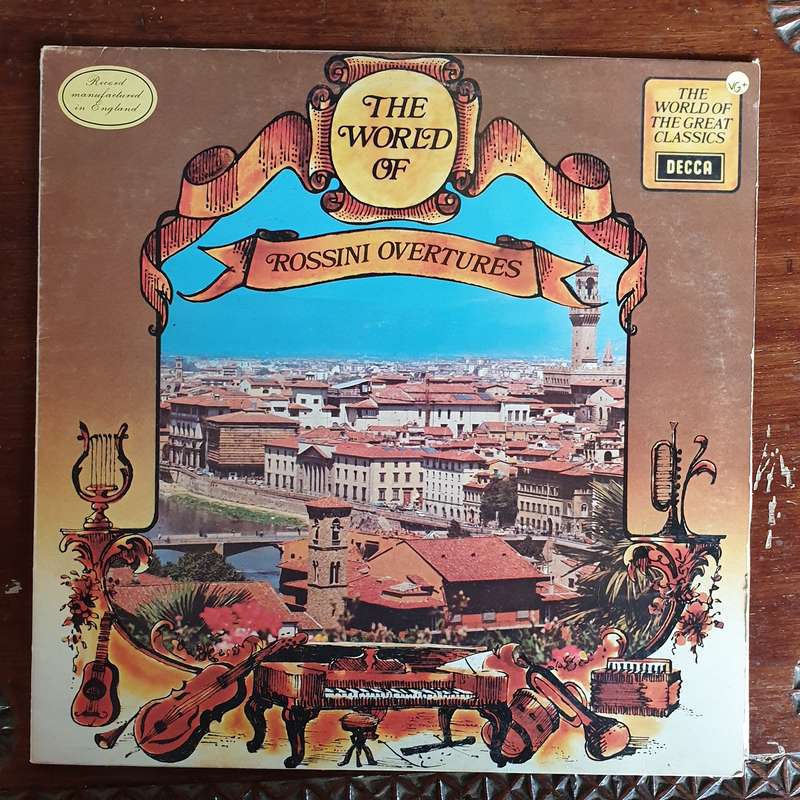 Record
manufactured
in England
THE
WORLD
OF
ROSSINI OVERTURES
VG+
THE
WORLD OF
THE GREAT
CLASSICS
DECCA